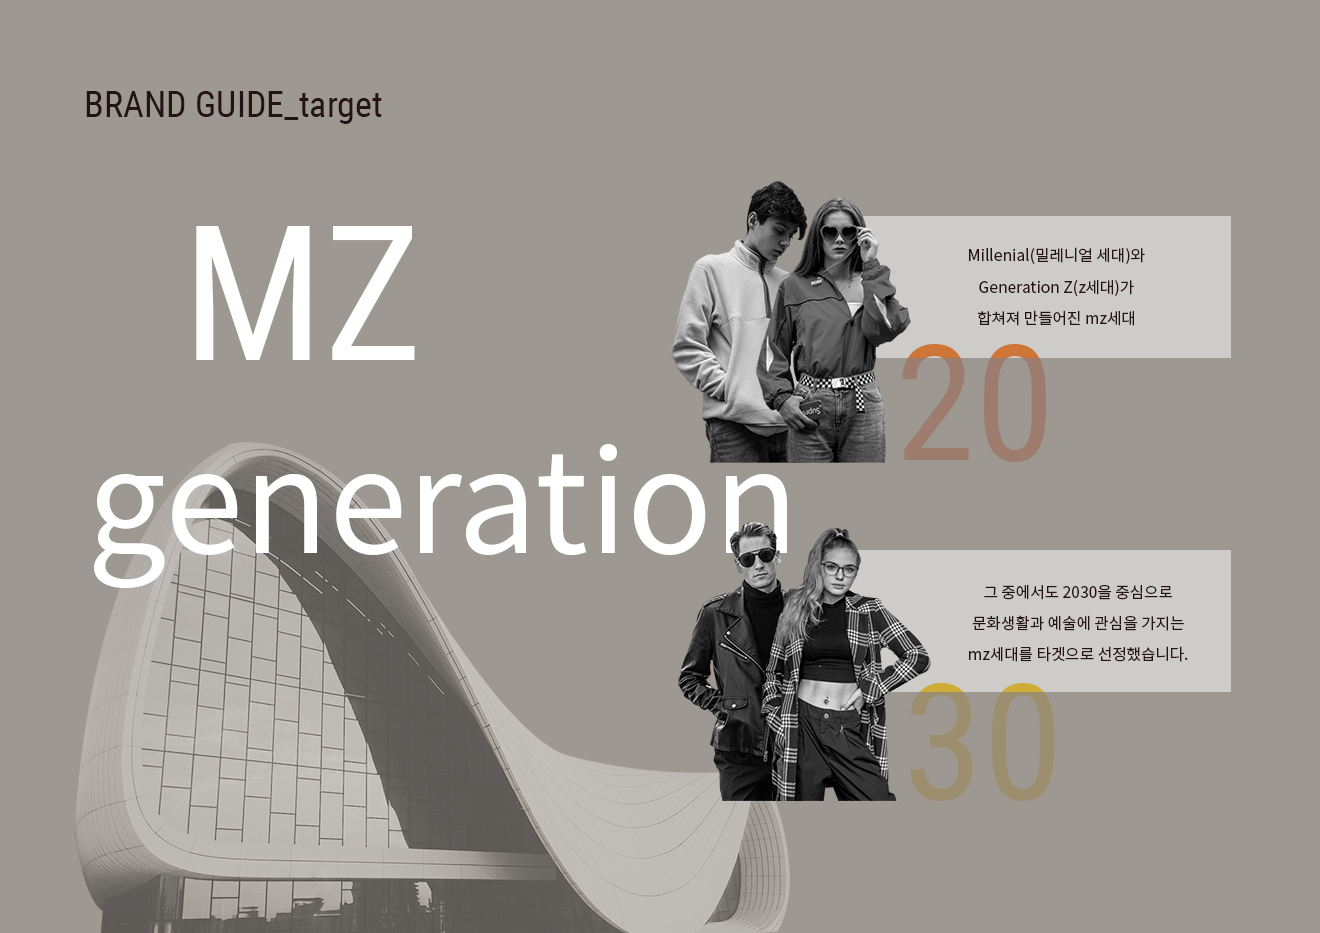 BRAND GUIDE_target
MZ
generation
Millenial(밀레니얼 세대)와
Generation Z(z세대)가
합쳐져 만들어진 mz세대
20
그 중에서도 2030을 중심으로
문화생활과 예술에 관심을 가지는
mz세대를 타겟으로 선정했습니다.
30